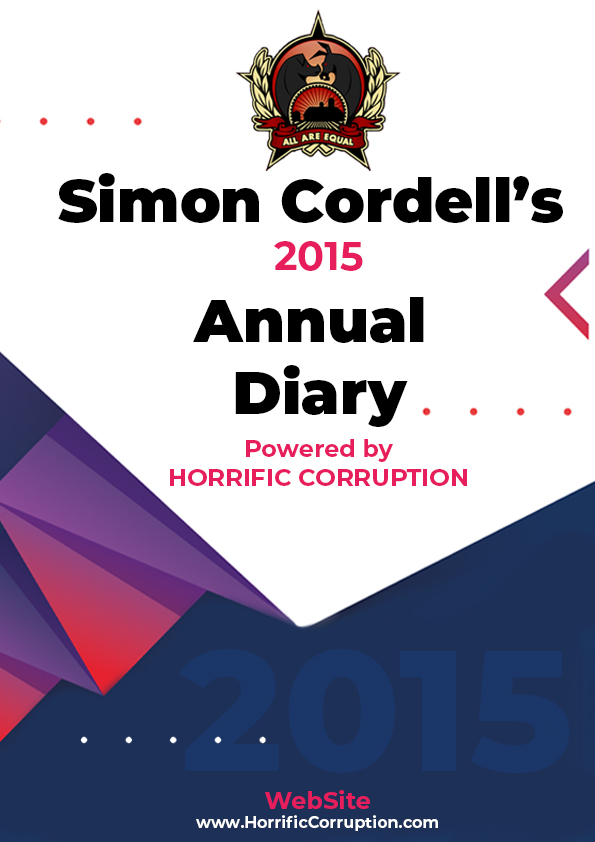 ALL ARE EQUAL
Simon Cordell’s
2015
Annual
Diary
Powered by
HORRIFIC CORRUPTION
2015
WebSite
www.HorrificCorruption.com